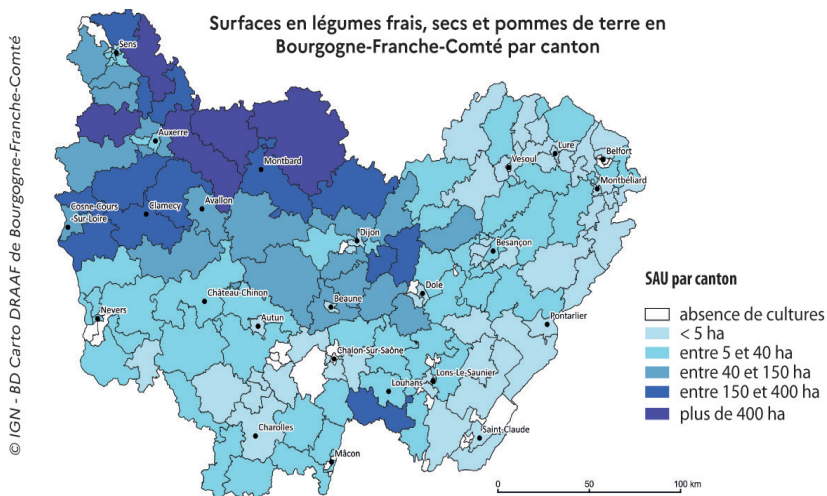 Surfaces en légumes frais, secs et pommes de terre en
Bourgogne-Franche-Comté par canton
© IGN - BD Carto DRAAF de Bourgogne-Franche-Comté
Sens
Auxerre
Montbard
Vesoul
Lure
Belfort
Montbéliard
Cosne-Cours
-Sur-Loire
Clamecy
Avallon
Dijon
Besançon
Nevers
Château-Chinon
Autun
Beaune
Dole
Pontarlier
Chalon-Sur-Saône
Louhans
Lons-Le-Saunier
Charolles
Mâcon
Saint-Claude
SAU par canton
absence de cultures
< 5 ha
entre 5 et 40 ha
entre 40 et 150 ha
entre 150 et 400 ha
plus de 400 ha
0
50
100 km